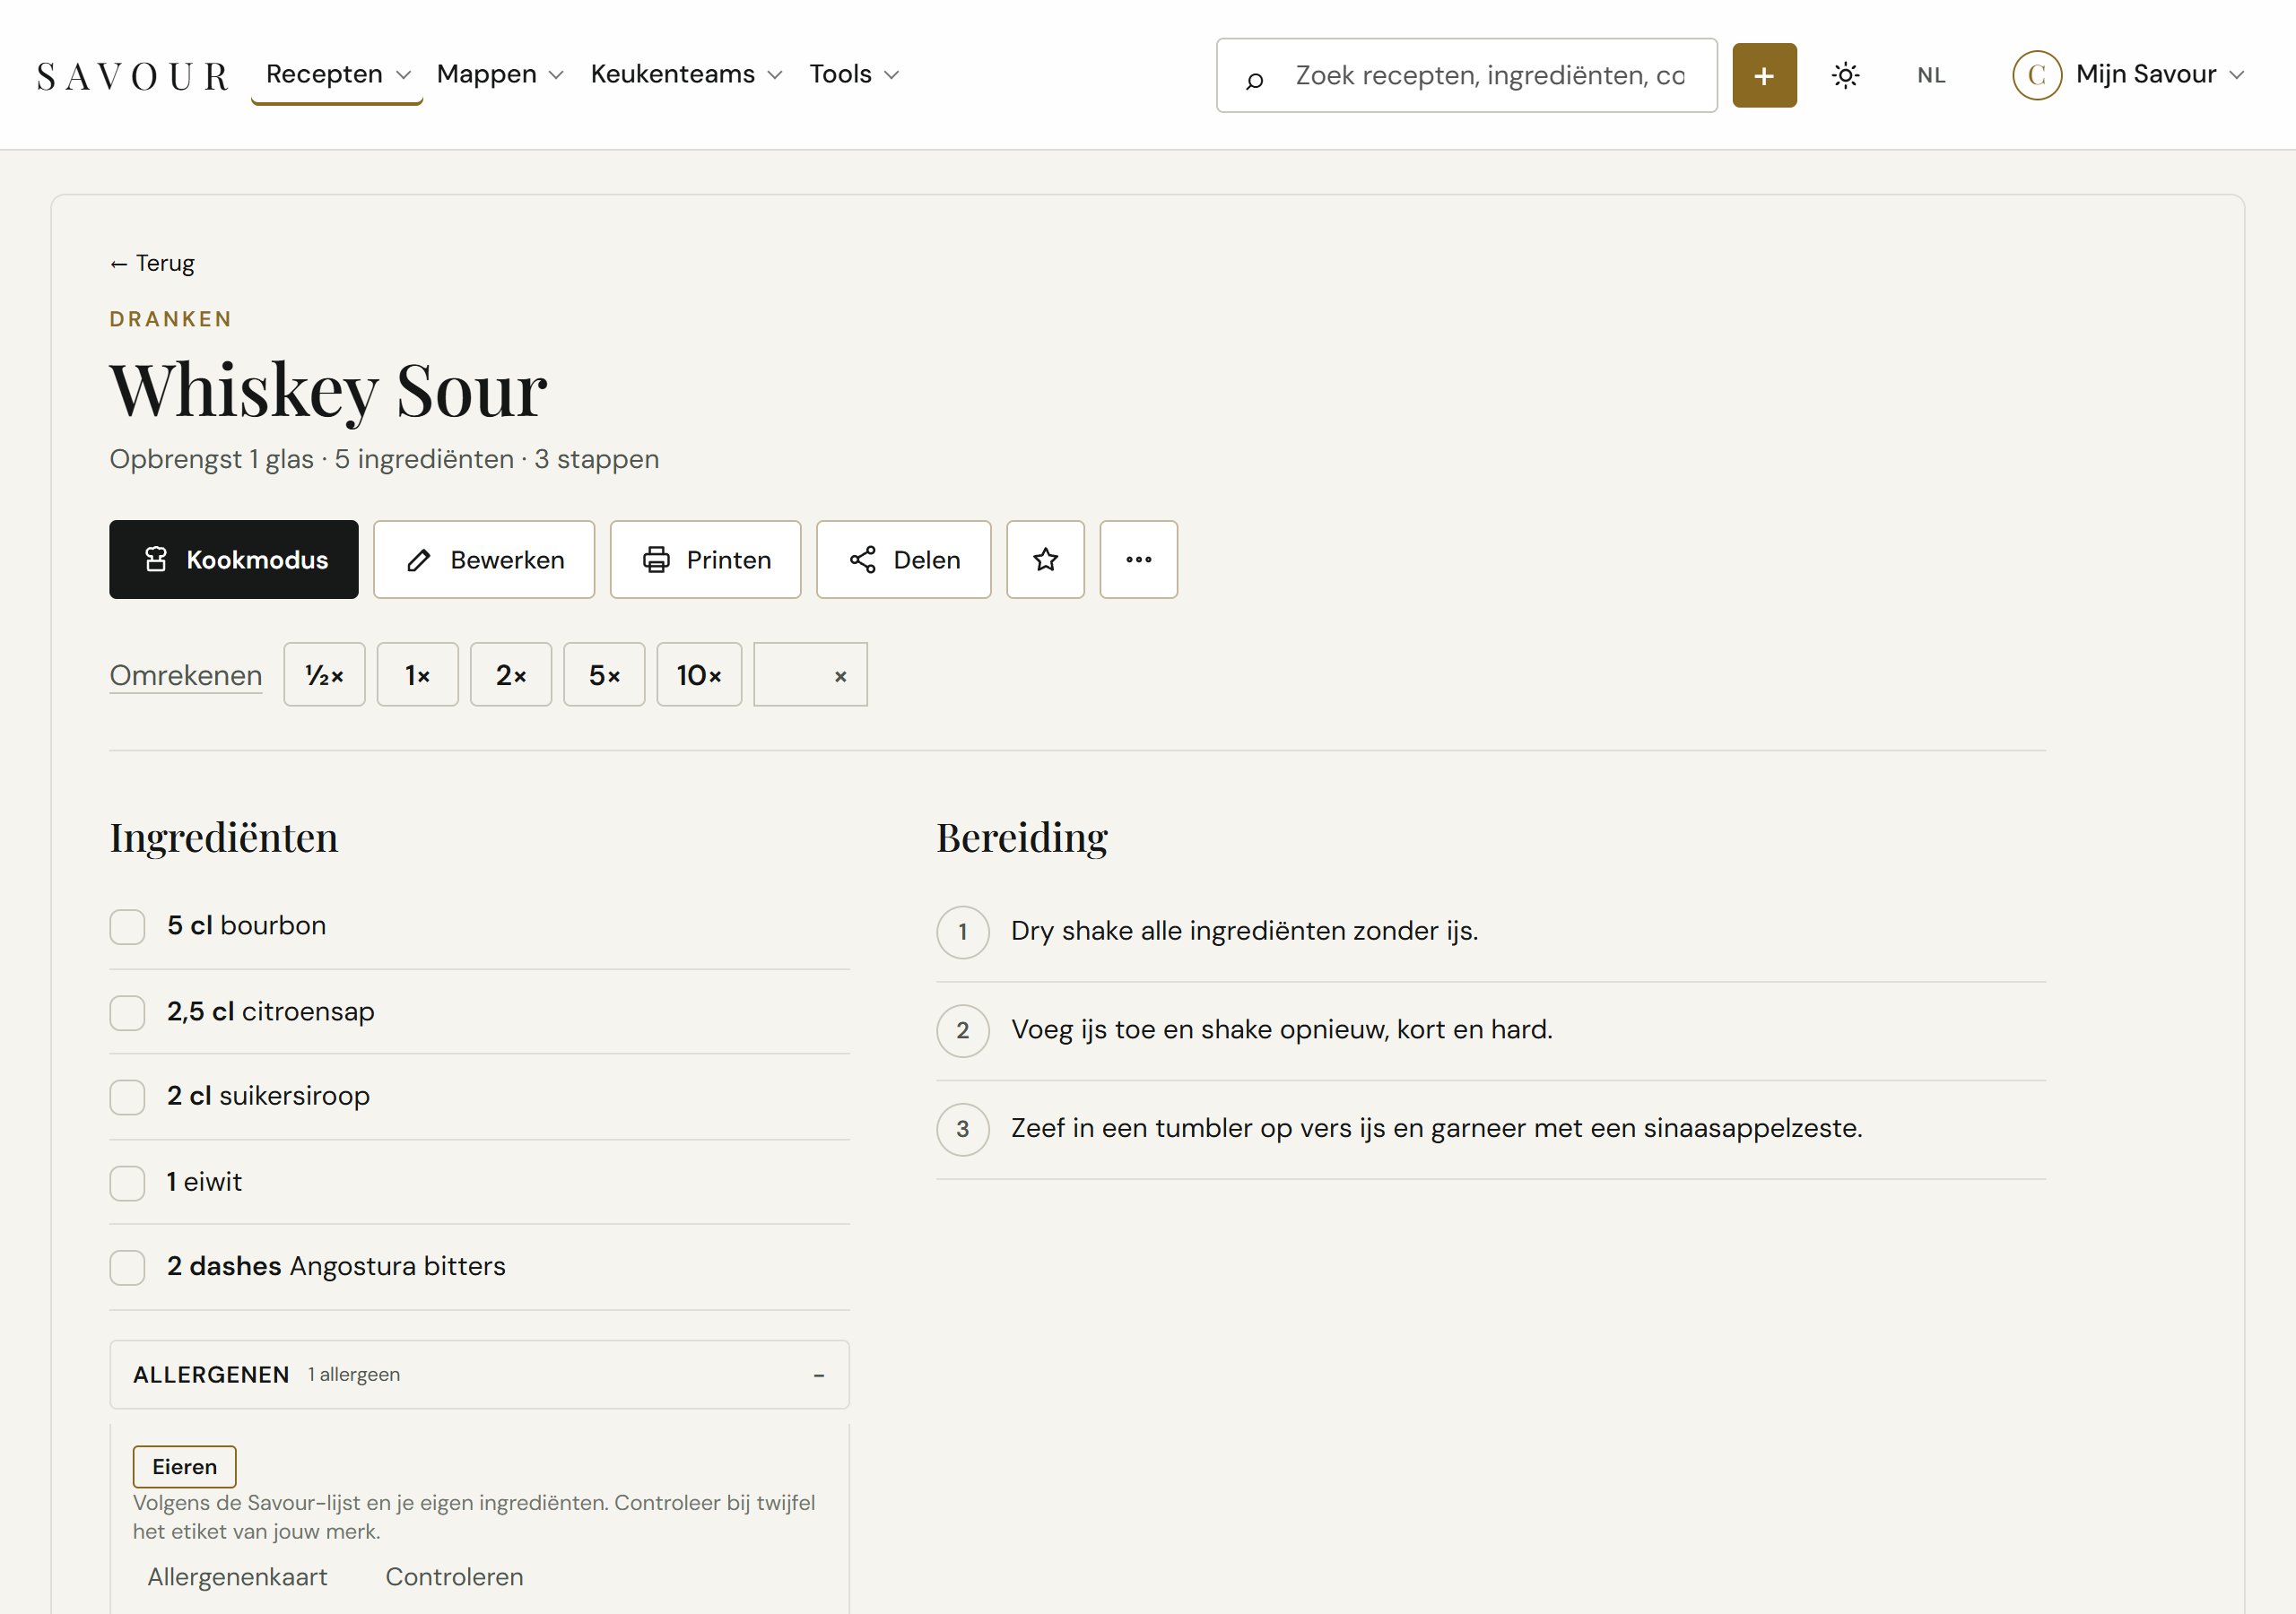 SAVOUR Recepten Mappen Keukenteams Tools Zoek recepten, ingrediënten, co + NL C Mijn Savour
← Terug
DRANKEN
Whiskey Sour
Opbrengst 1 glas · 5 ingrediënten · 3 stappen
Kookmodus Bewerken Printen Delen
Omrekenen ½× 1× 2× 5× 10× ×
Ingrediënten
5 cl bourbon
2,5 cl citroensap
2 cl suikersiroop
1 eiwit
2 dashes Angostura bitters
ALLERGENEN 1 allergeen –
Eieren
Volgens de Savour-lijst en je eigen ingrediënten. Controleer bij twijfel
het etiket van jouw merk.
Allergenenkaart Controleren
Bereiding
1 Dry shake alle ingrediënten zonder ijs.
2 Voeg ijs toe en shake opnieuw, kort en hard.
3 Zeef in een tumbler op vers ijs en garneer met een sinaasappelzeste.